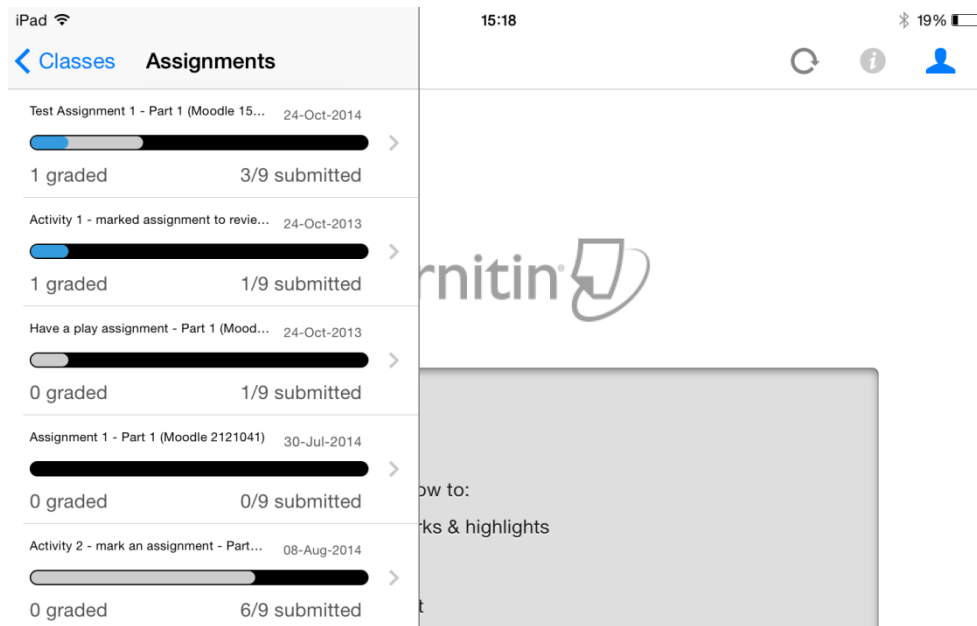 iPad 15:18 19%
Classes Assignments
Test Assignment 1 - Part 1 (Moodle 15... 24-Oct-2014
1 graded 3/9 submitted
Activity 1 - marked assignment to revie... 24-Oct-2013
1 graded 1/9 submitted
Have a play assignment - Part 1 (Mood... 24-Oct-2013
0 graded 1/9 submitted
Assignment 1 - Part 1 (Moodle 2121041) 30-Jul-2014
0 graded 0/9 submitted
Activity 2 - mark an assignment - Part... 08-Aug-2014
0 graded 6/9 submitted
rnitin
ow to:
rks & highlights
t